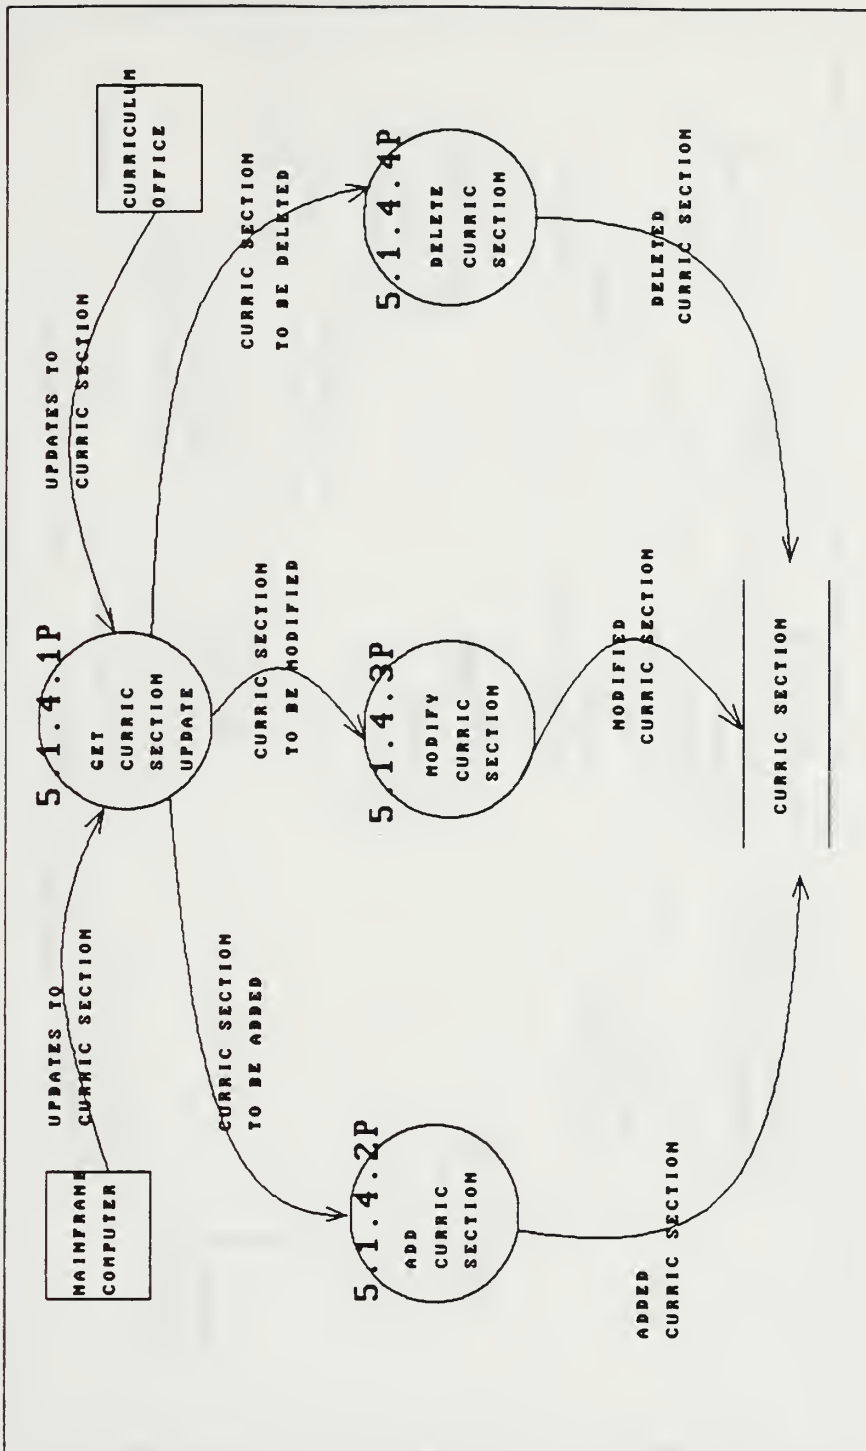 MAINFRAME
COMPUTER
UPDATES TO
CURRIC SECTION
5.1.4.1P
GET
CURRIC
SECTION
UPDATE
UPDATES TO
CURRIC SECTION
CURRICULUM
OFFICE
CURRIC SECTION
TO BE ADDED
CURRIC SECTION
TO BE MODIFIED
CURRIC SECTION
TO BE DELETED
5.1.4.2P
ADD
CURRIC
SECTION
5.1.4.3P
MODIFY
CURRIC
SECTION
5.1.4.4P
DELETE
CURRIC
SECTION
ADDED
CURRIC SECTION
MODIFIED
CURRIC SECTION
DELETED
CURRIC SECTION
CURRIC SECTION